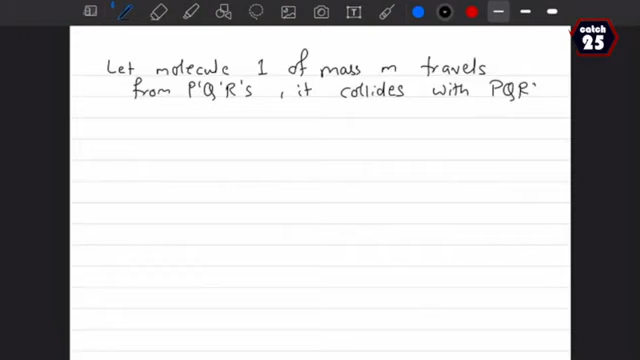 catch
25
Let molecule 1 of mass m travels
from P'Q'R's , it collides with PQR